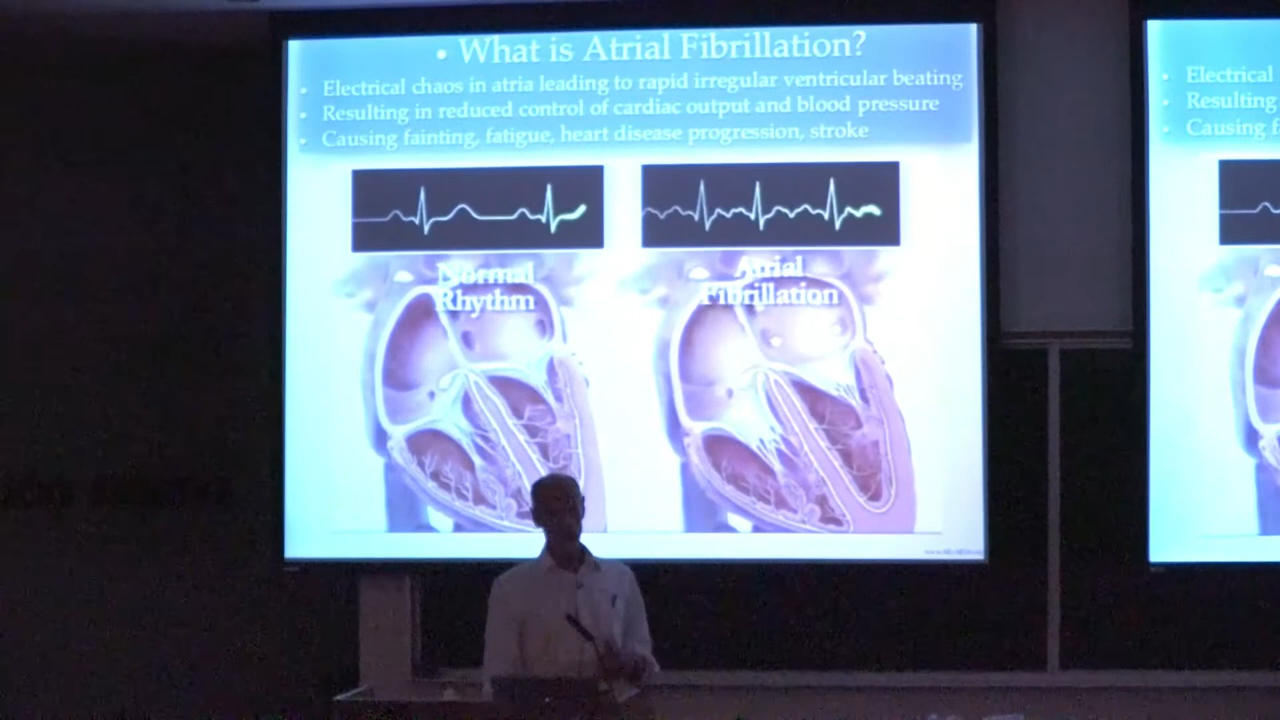 • What is Atrial Fibrillation?
• Electrical chaos in atria leading to rapid irregular ventricular beating
• Resulting in reduced control of cardiac output and blood pressure
• Causing fainting, fatigue, heart disease progression, stroke
Normal
Rhythm
Atrial
Fibrillation
• Electrical
• Resulting
• Causing f